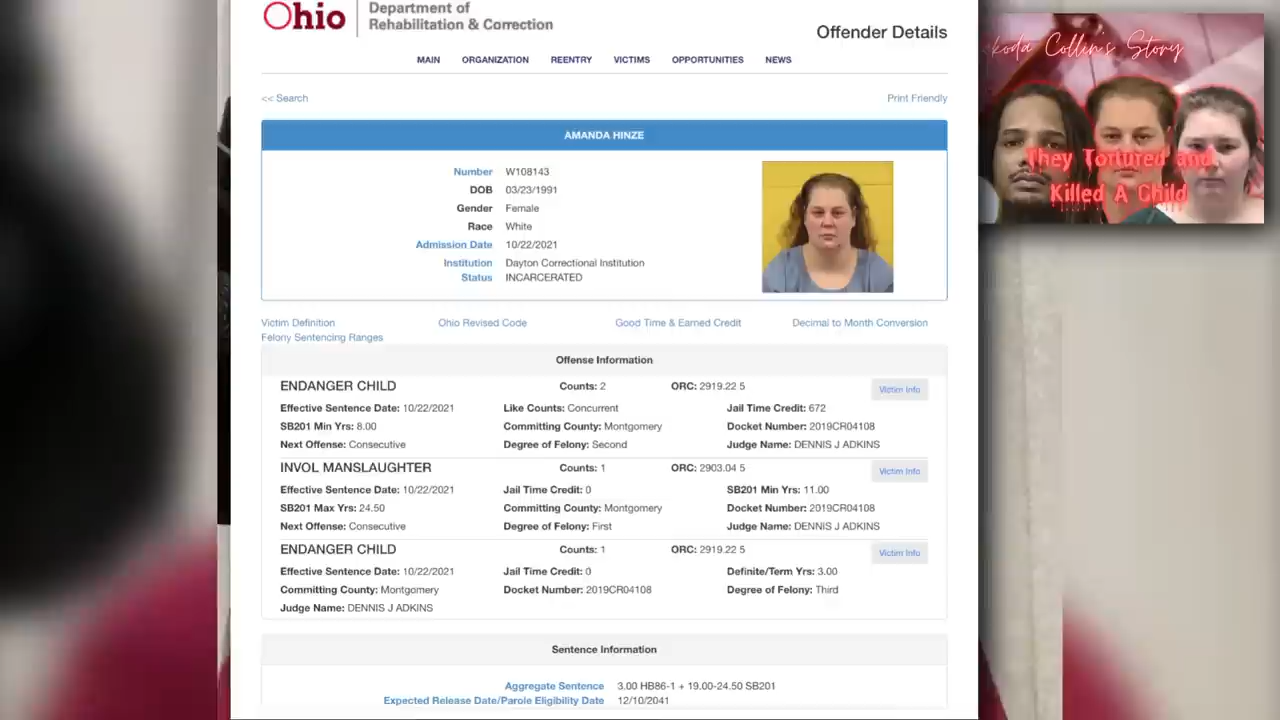 Ohio
Department of
Rehabilitation & Correction
Offender Details
MAIN ORGANIZATION REENTRY VICTIMS OPPORTUNITIES NEWS
<< Search
Print Friendly
AMANDA HINZE
Number W108143
DOB 03/23/1991
Gender Female
Race White
Admission Date 10/22/2021
Institution Dayton Correctional Institution
Status INCARCERATED
Victim Definition Ohio Revised Code Good Time & Earned Credit Decimal to Month Conversion
Felony Sentencing Ranges
Offense Information
ENDANGER CHILD Counts: 2 ORC: 2919.22 5 Victim Info
Effective Sentence Date: 10/22/2021 Like Counts: Concurrent Jail Time Credit: 672
SB201 Min Yrs: 8.00 Committing County: Montgomery Docket Number: 2019CR04108
Next Offense: Consecutive Degree of Felony: Second Judge Name: DENNIS J ADKINS
INVOL MANSLAUGHTER Counts: 1 ORC: 2903.04 5 Victim Info
Effective Sentence Date: 10/22/2021 Jail Time Credit: 0 SB201 Min Yrs: 11.00
SB201 Max Yrs: 24.50 Committing County: Montgomery Docket Number: 2019CR04108
Next Offense: Consecutive Degree of Felony: First Judge Name: DENNIS J ADKINS
ENDANGER CHILD Counts: 1 ORC: 2919.22 5 Victim Info
Effective Sentence Date: 10/22/2021 Jail Time Credit: 0 Definite/Term Yrs: 3.00
Committing County: Montgomery Docket Number: 2019CR04108 Degree of Felony: Third
Judge Name: DENNIS J ADKINS
Sentence Information
Aggregate Sentence 3.00 HB86-1 + 19.00-24.50 SB201
Expected Release Date/Parole Eligibility Date 12/10/2041
koda Collin's Story
They Tortured and
Killed A Child